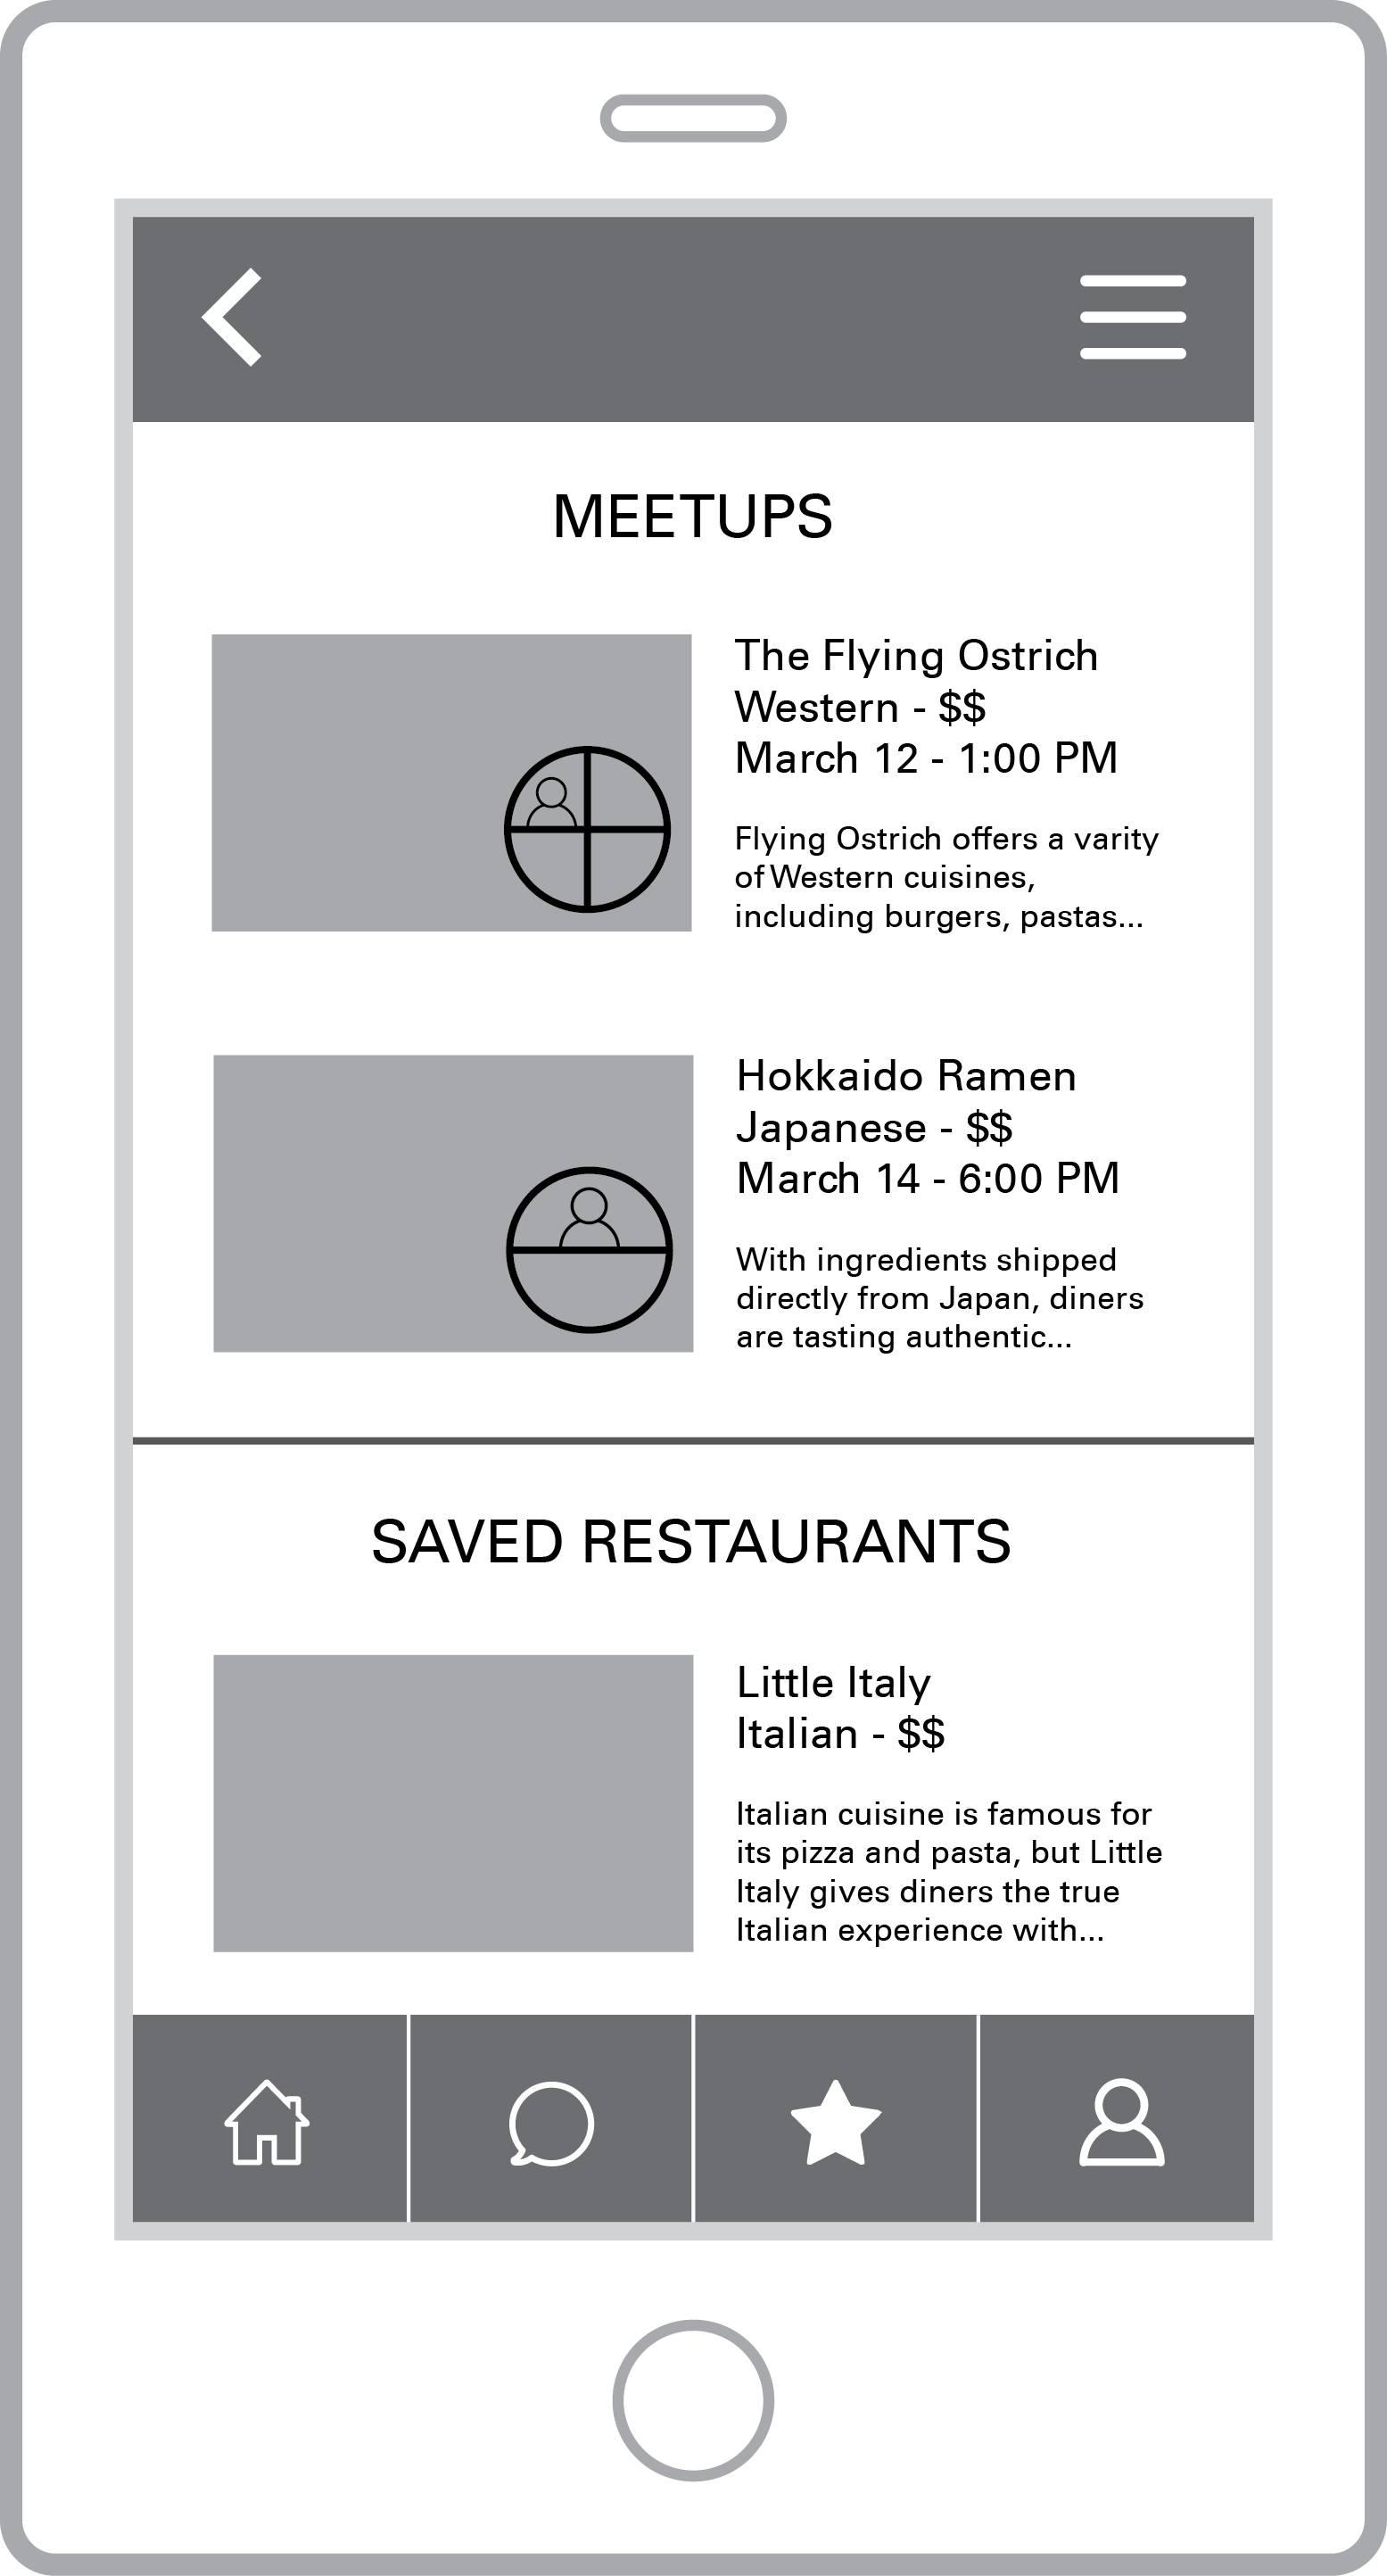 MEETUPS
The Flying Ostrich
Western - $$
March 12 - 1:00 PM
Flying Ostrich offers a varity
of Western cuisines,
including burgers, pastas...
Hokkaido Ramen
Japanese - $$
March 14 - 6:00 PM
With ingredients shipped
directly from Japan, diners
are tasting authentic...
SAVED RESTAURANTS
Little Italy
Italian - $$
Italian cuisine is famous for
its pizza and pasta, but Little
Italy gives diners the true
Italian experience with...